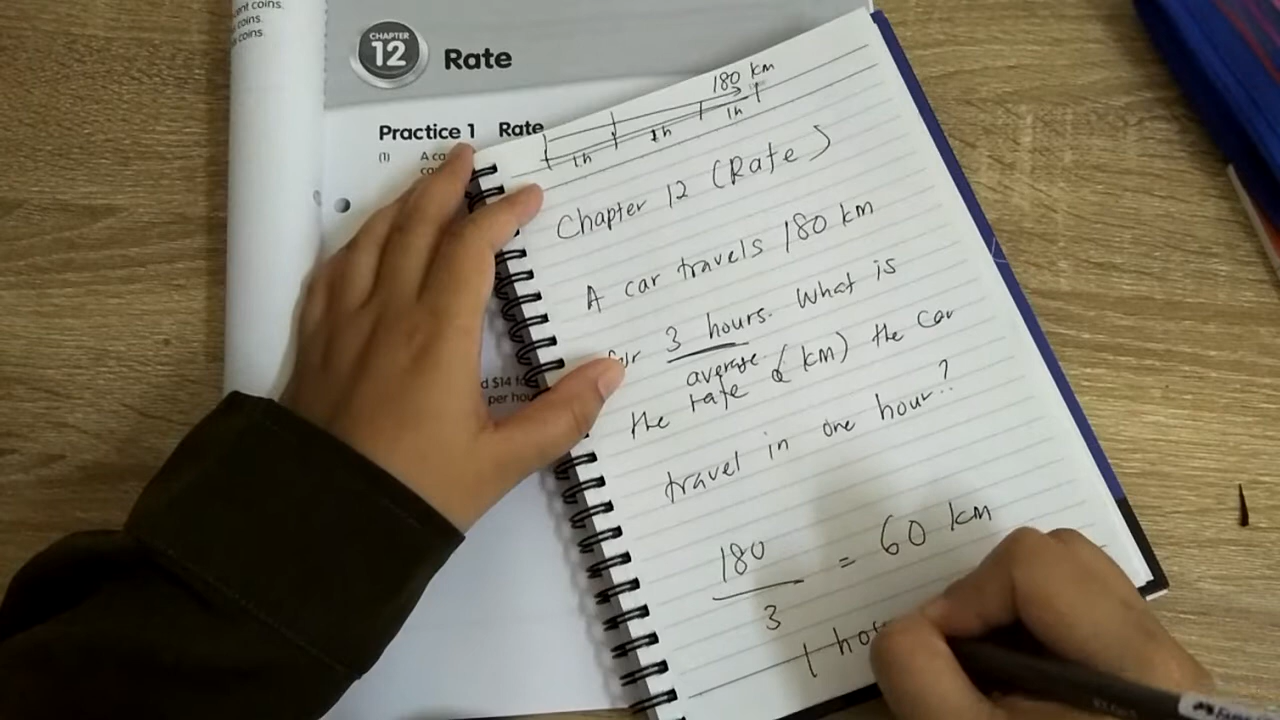 ent coins.
coins.
coins.
CHAPTER
12
Rate
Practice 1 Rate
(1) A ca
$14 f
per hou
180 km
1h 1h 1h
Chapter 12 (Rate)
A car travels 180 km
for 3 hours. What is
average
the rate (km) the car
travel in one hour?
180
= 60 km
3
1 hou